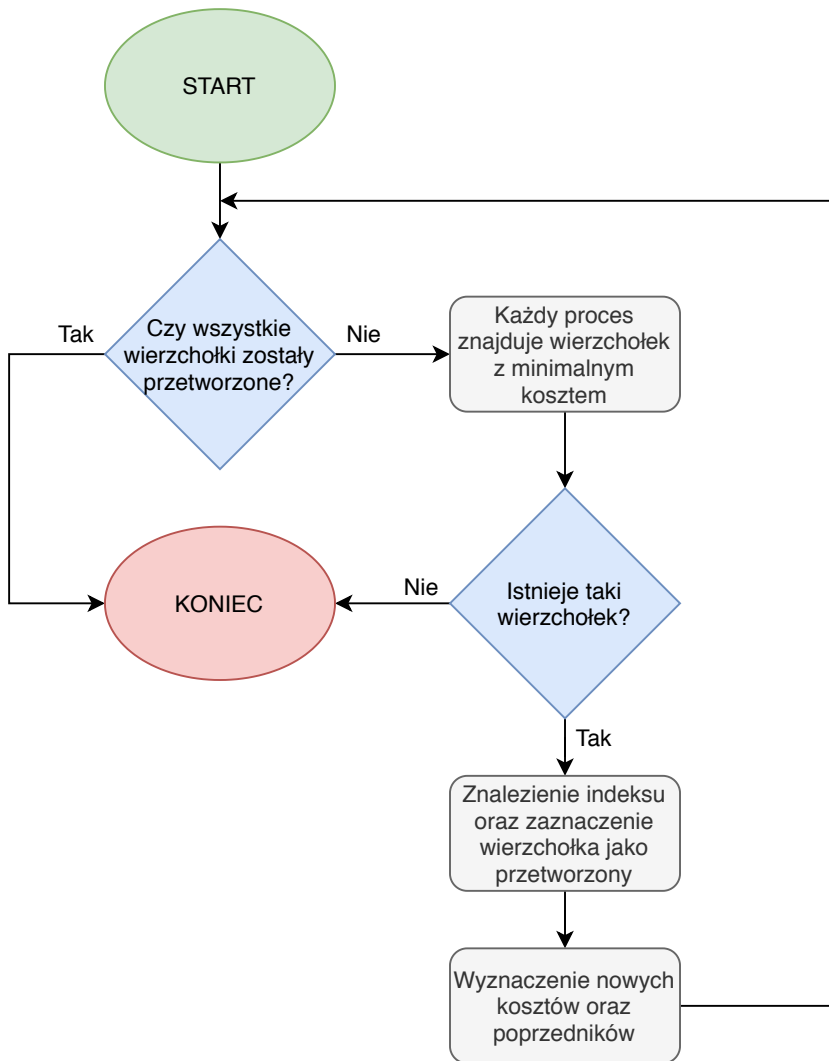 START
Czy wszystkie
wierzchołki zostały
przetworzone?
Tak
Nie
Każdy proces
znajduje wierzchołek
z minimalnym
kosztem
Istnieje taki
wierzchołek?
Nie
KONIEC
Tak
Znalezienie indeksu
oraz zaznaczenie
wierzchołka jako
przetworzony
Wyznaczenie nowych
kosztów oraz
poprzedników